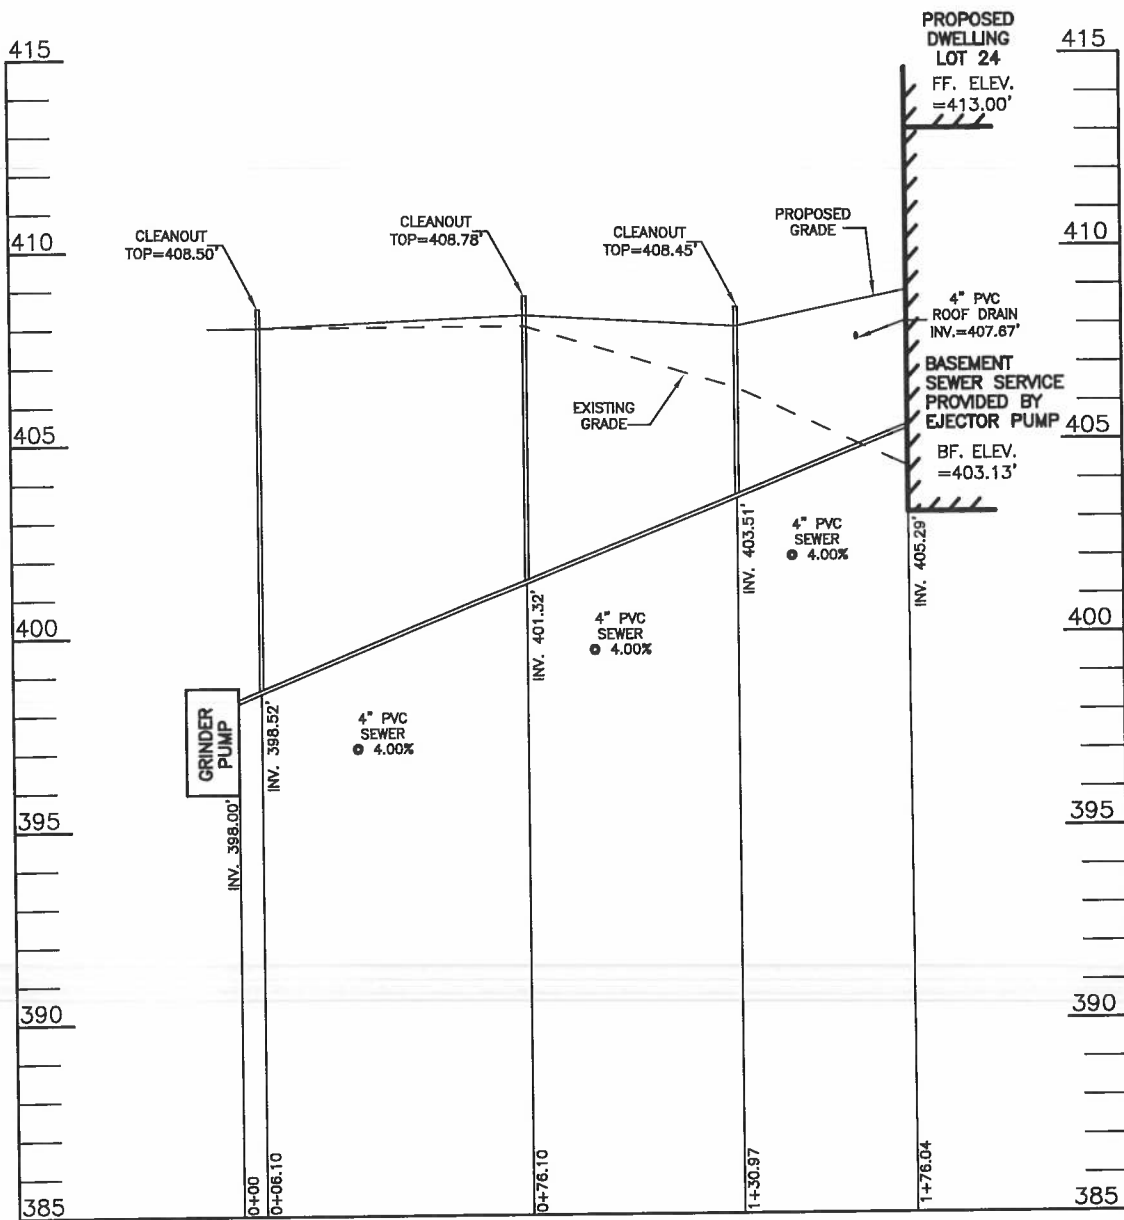 PROPOSED
DWELLING
LOT 24
FF. ELEV.
=413.00'
415
415
CLEANOUT
TOP=408.50'
CLEANOUT
TOP=408.78'
CLEANOUT
TOP=408.45'
PROPOSED
GRADE
410
410
4" PVC
ROOF DRAIN
INV.=407.67'
BASEMENT
SEWER SERVICE
PROVIDED BY
EJECTOR PUMP
EXISTING
GRADE
405
405
BF. ELEV.
=403.13'
INV. 403.51'
4" PVC
SEWER
@ 4.00%
INV. 405.29'
INV. 401.32'
4" PVC
SEWER
@ 4.00%
400
400
GRINDER
PUMP
INV. 398.52'
4" PVC
SEWER
@ 4.00%
INV. 398.00'
395
395
390
390
0+00
0+06.10
0+76.10
1+30.97
1+76.04
385
385